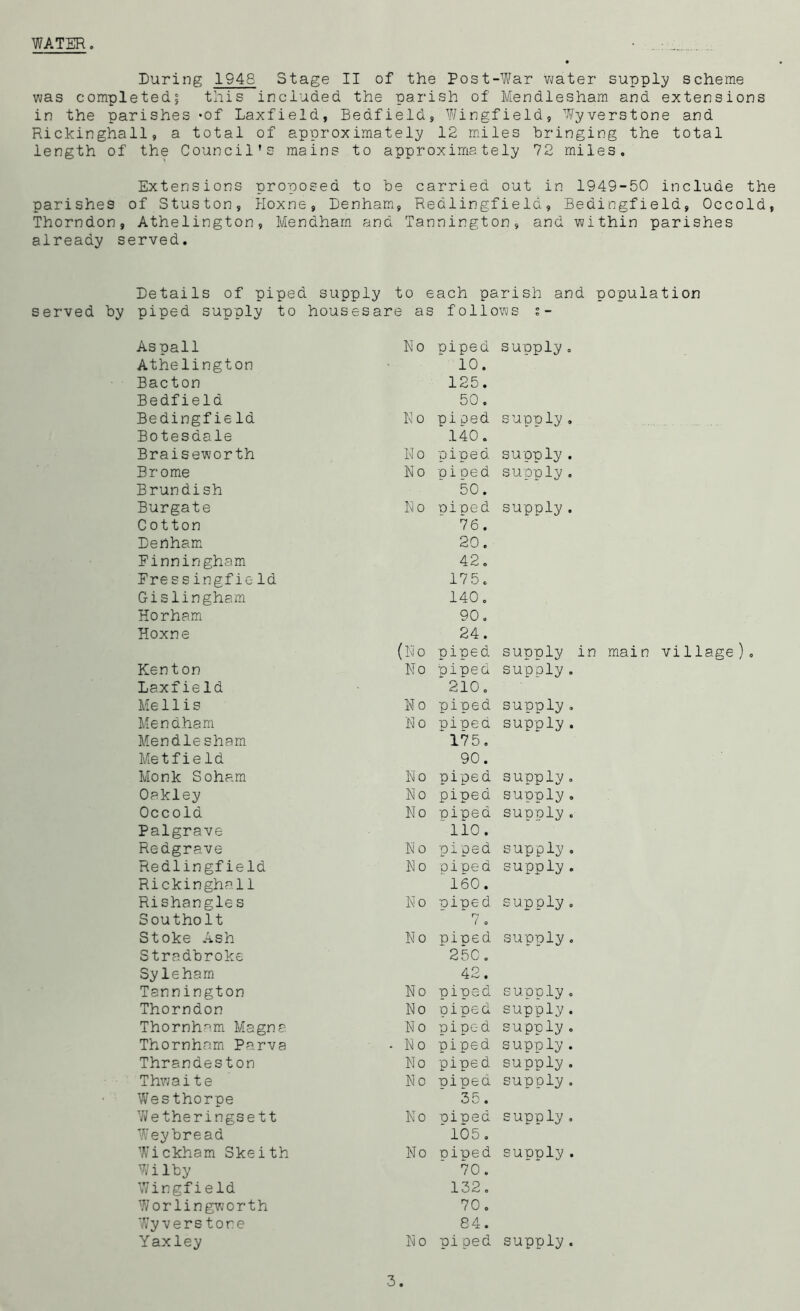 WATER.
During 1948 Stage II of the Post-War water supply scheme
was completed; this included the parish of Mendlesham and extensions
in the parishes of Laxfield, Bedfield, Wingfield, Wyverstone and
Rickinghall, a total of approximately 12 miles bringing the total
length of the Council's mains to approximately 72 miles.
Extensions proposed to be carried out in 1949-50 include the
parishes of Stuston, Hoxne, Denham, Redlingfield, Bedingfield, Occold,
Thorndon, Athelington, Mendham and Tannington, and within parishes
already served.
Details of piped supply to each parish and population
served by piped supply to housesare as follows :-
Aspall No piped supply.
Athelington 10.
Bacton 125.
Bedfield 50.
Bedingfield No piped supply.
Botesdale 140.
Braiseworth No piped supply.
Brome No piped supply.
Brundish 50.
Burgate No piped supply.
Cotton 76.
Denham 20.
Finningham 42.
Fressingfield 175.
Gislingham 140.
Horham 90.
Hoxne 24.
(No piped supply in main village).
Kenton No piped supply.
Laxfield 210.
Mellis No piped supply.
Mendham No piped supply.
Mendlesham 175.
Metfield 90.
Monk Soham No piped supply.
Oakley No piped supply.
Occold No piped supply.
Palgrave 110.
Redgrave No piped supply.
Redlingfield No piped supply.
Rickinghall 160.
Rishangles No piped supply.
Southolt 7.
Stoke Ash No piped supply.
Stradbroke 250.
Syleham 42.
Tannington No piped supply.
Thorndon No piped supply.
Thornham Magna No piped supply.
Thornham Parva No piped supply.
Thrandeston No piped supply.
Thwaite No piped supply.
Westhorpe 35.
Wetheringsett No piped supply.
Weybread 105.
Wickham Skeith No piped supply.
Wilby 70.
Wingfield 132.
Worlingworth 70.
Wyverstone 84.
Yaxley No piped supply.
3.